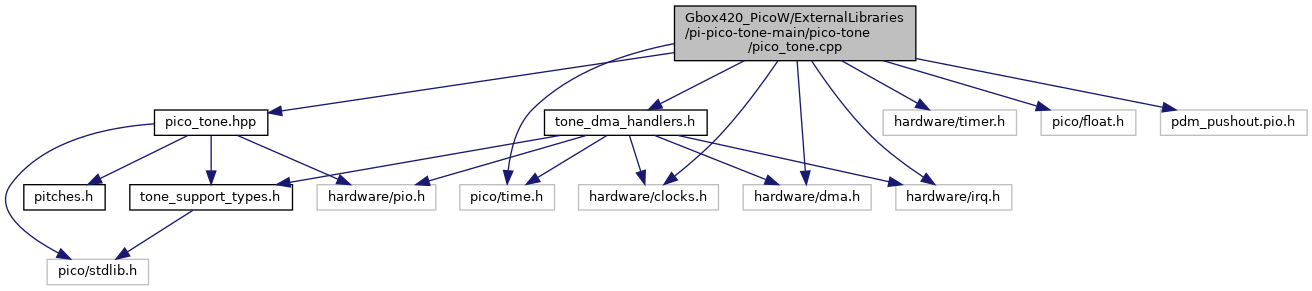 Gbox420_PicoW/ExternalLibraries
/pi-pico-tone-main/pico-tone
/pico_tone.cpp
pico_tone.hpp
tone_dma_handlers.h
hardware/timer.h
pico/float.h
pdm_pushout.pio.h
pitches.h
tone_support_types.h
hardware/pio.h
pico/time.h
hardware/clocks.h
hardware/dma.h
hardware/irq.h
pico/stdlib.h